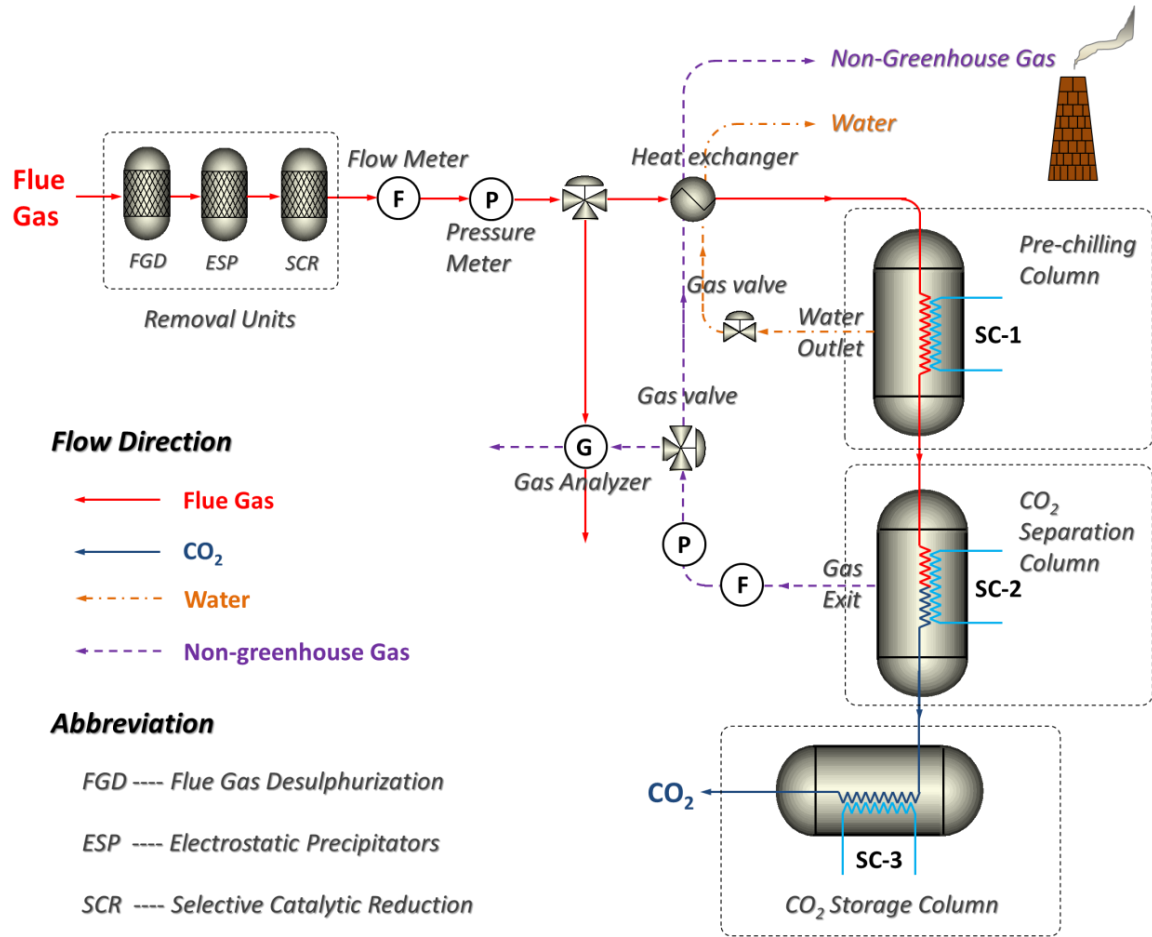 Non-Greenhouse Gas
Water
Flow Meter
Heat exchanger
Flue
Gas
F
P
FGD
ESP
SCR
Pressure
Meter
Removal Units
Pre-chilling
Column
Gas valve
Water
Outlet
SC-1
Gas valve
Flow Direction
G
Gas Analyzer
Flue Gas
CO₂
Water
Non-greenhouse Gas
P
F
Gas
Exit
CO₂
Separation
Column
SC-2
Abbreviation
FGD ---- Flue Gas Desulphurization
ESP ---- Electrostatic Precipitators
SCR ---- Selective Catalytic Reduction
CO₂
SC-3
CO₂ Storage Column